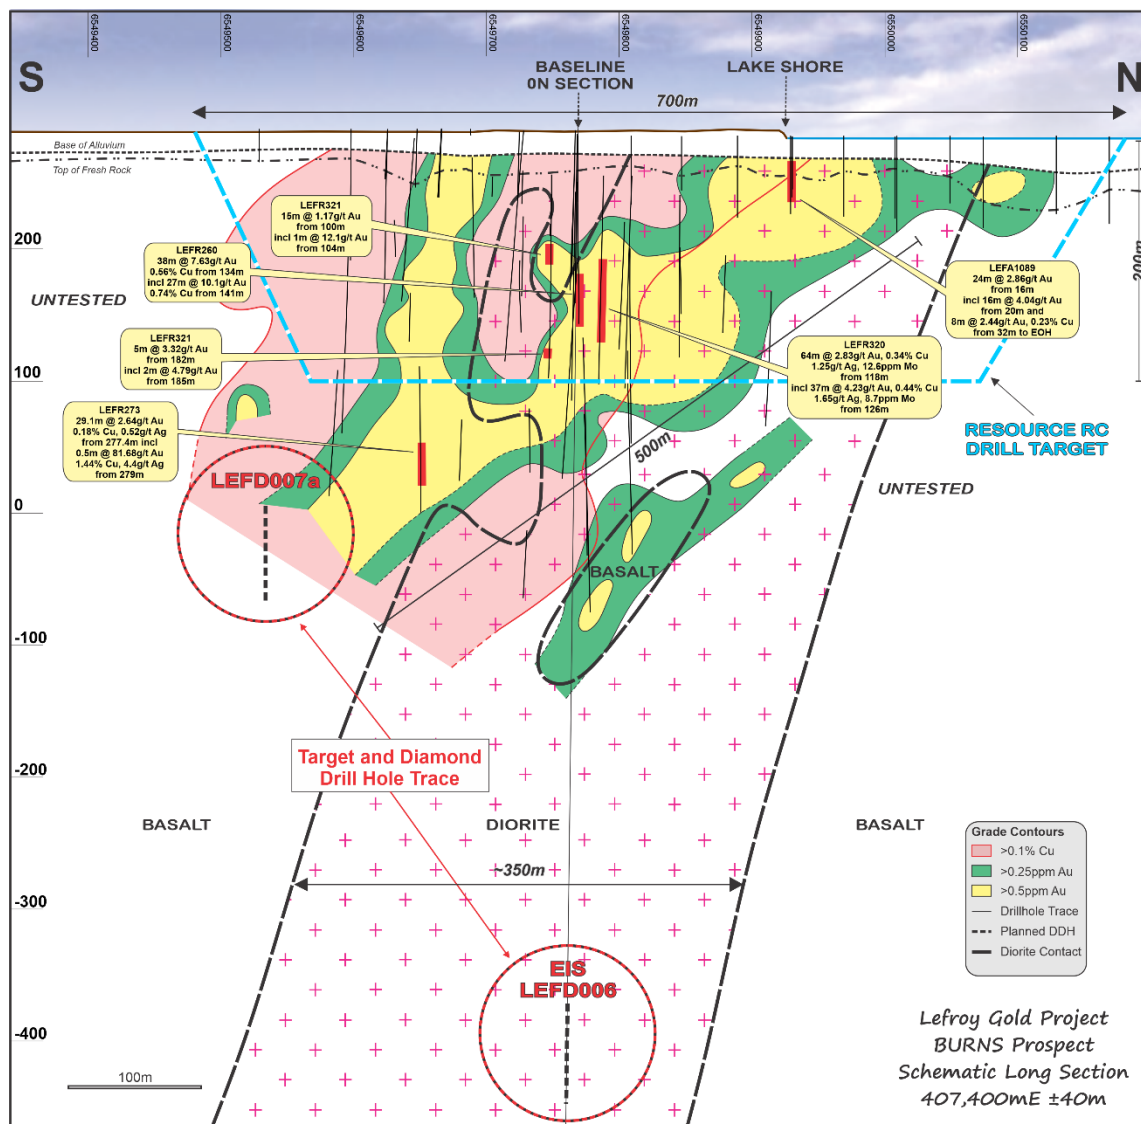 6549400
6549500
6549600
6549700
6549800
6549900
6550000
6550100
S
N
BASELINE
0N SECTION
LAKE SHORE
700m
Base of Alluvium
Top of Fresh Rock
200
100
0
-100
-200
-300
-400
200m
UNTESTED
LEFR321
15m @ 1.17g/t Au
from 100m
incl 1m @ 12.1g/t Au
from 104m
LEFR260
38m @ 7.63g/t Au
0.56% Cu from 134m
incl 27m @ 10.1g/t Au
0.74% Cu from 141m
LEFR321
5m @ 3.32g/t Au
from 182m
incl 2m @ 4.79g/t Au
from 185m
LEFR273
29.1m @ 2.64g/t Au
0.18% Cu, 0.52g/t Ag
from 277.4m incl
0.5m @ 81.68g/t Au
1.44% Cu, 4.4g/t Ag
from 279m
LEFA1089
24m @ 2.86g/t Au
from 16m
incl 16m @ 4.04g/t Au
from 20m and
8m @ 2.44g/t Au, 0.23% Cu
from 32m to EOH
LEFR320
64m @ 2.83g/t Au, 0.34% Cu
1.25g/t Ag, 12.6ppm Mo
from 118m
incl 37m @ 4.23g/t Au, 0.44% Cu
1.65g/t Ag, 8.7ppm Mo
from 126m
RESOURCE RC
DRILL TARGET
500m
UNTESTED
LEFD007a
BASALT
Target and Diamond
Drill Hole Trace
BASALT
DIORITE
BASALT
~350m
EIS
LEFD006
Grade Contours
>0.1% Cu
>0.25ppm Au
>0.5ppm Au
Drillhole Trace
Planned DDH
Diorite Contact
100m
Lefroy Gold Project
BURNS Prospect
Schematic Long Section
407,400mE ±40m